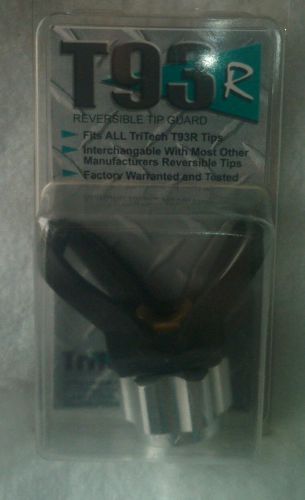 T93R
REVERSIBLE TIP GUARD
Fits ALL TriTech T93R Tips
Interchangable With Most Other
Manufacturers Reversible Tips
Factory Warranted and Tested